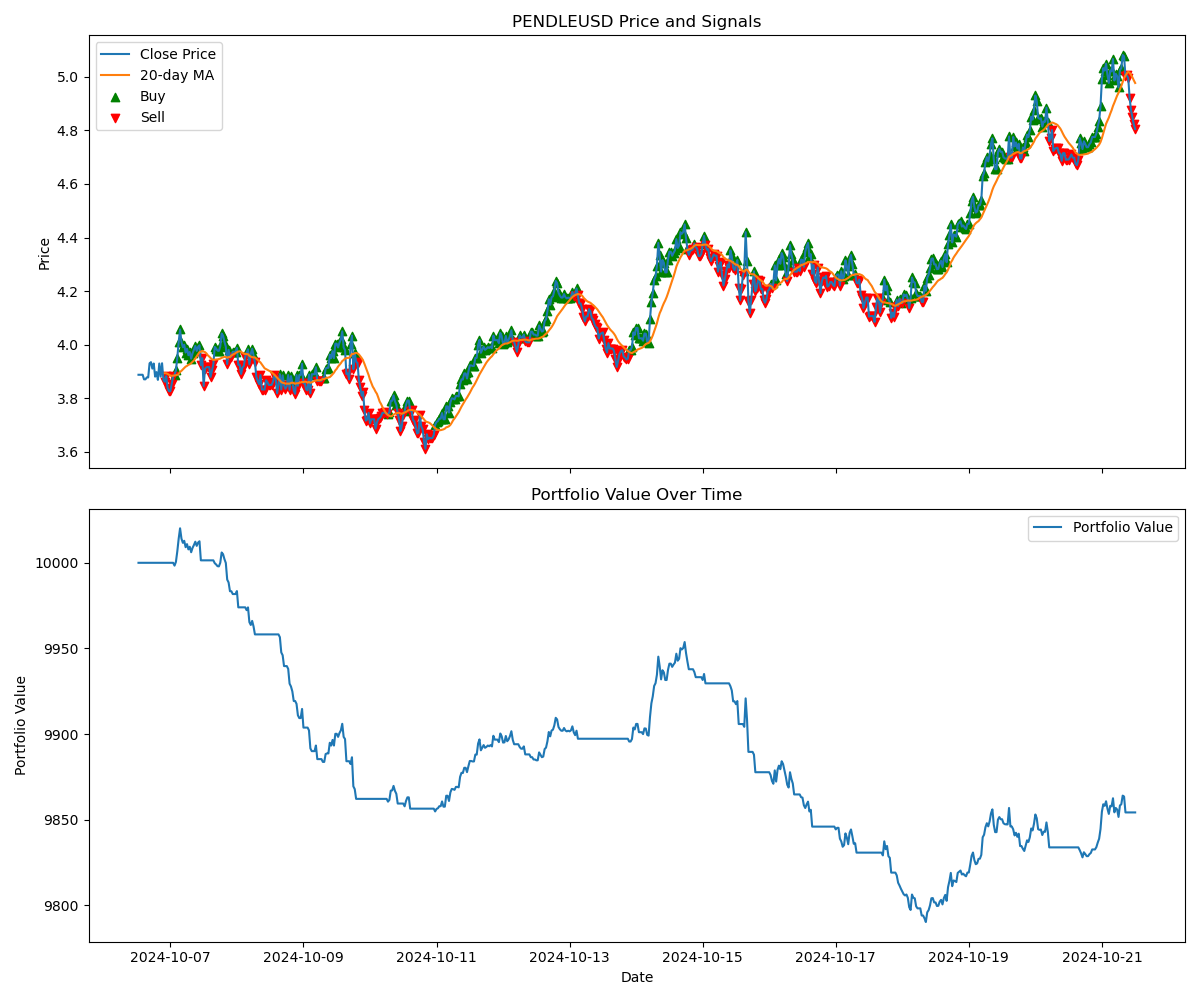 PENDLEUSD Price and Signals
Close Price
20-day MA
Buy
Sell
Price
5.0
4.8
4.6
4.4
4.2
4.0
3.8
3.6
Portfolio Value Over Time
Portfolio Value
Portfolio Value
10000
9950
9900
9850
9800
2024-10-07
2024-10-09
2024-10-11
2024-10-13
2024-10-15
2024-10-17
2024-10-19
2024-10-21
Date